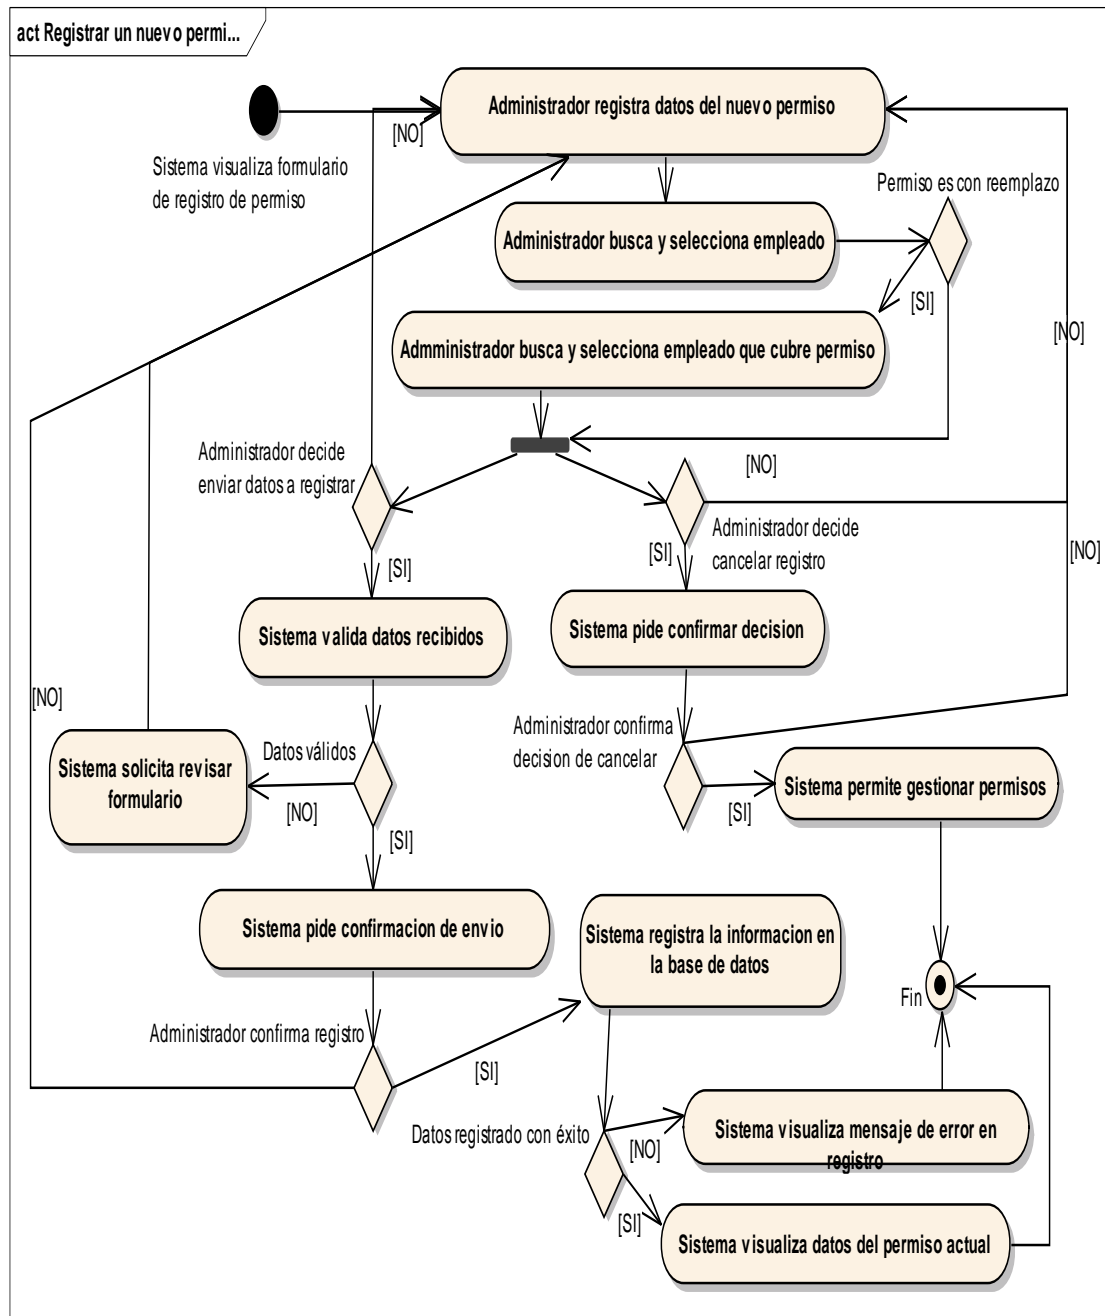 act Registrar un nuevo permi...
Administrador registra datos del nuevo permiso
[NO]
Sistema visualiza formulario
de registro de permiso
Permiso es con reemplazo
Administrador busca y selecciona empleado
[SI]
[NO]
Admministrador busca y selecciona empleado que cubre permiso
Administrador decide
enviar datos a registrar
[NO]
Administrador decide
cancelar registro
[SI]
[SI]
[NO]
Sistema valida datos recibidos
Sistema pide confirmar decision
[NO]
Administrador confirma
decision de cancelar
Datos válidos
Sistema solicita revisar
formulario
[NO]
[SI]
Sistema permite gestionar permisos
[SI]
Sistema pide confirmacion de envio
Sistema registra la informacion en
la base de datos
Fin
Administrador confirma registro
[SI]
Datos registrado con éxito
[NO]
Sistema visualiza mensaje de error en
registro
[SI]
Sistema visualiza datos del permiso actual